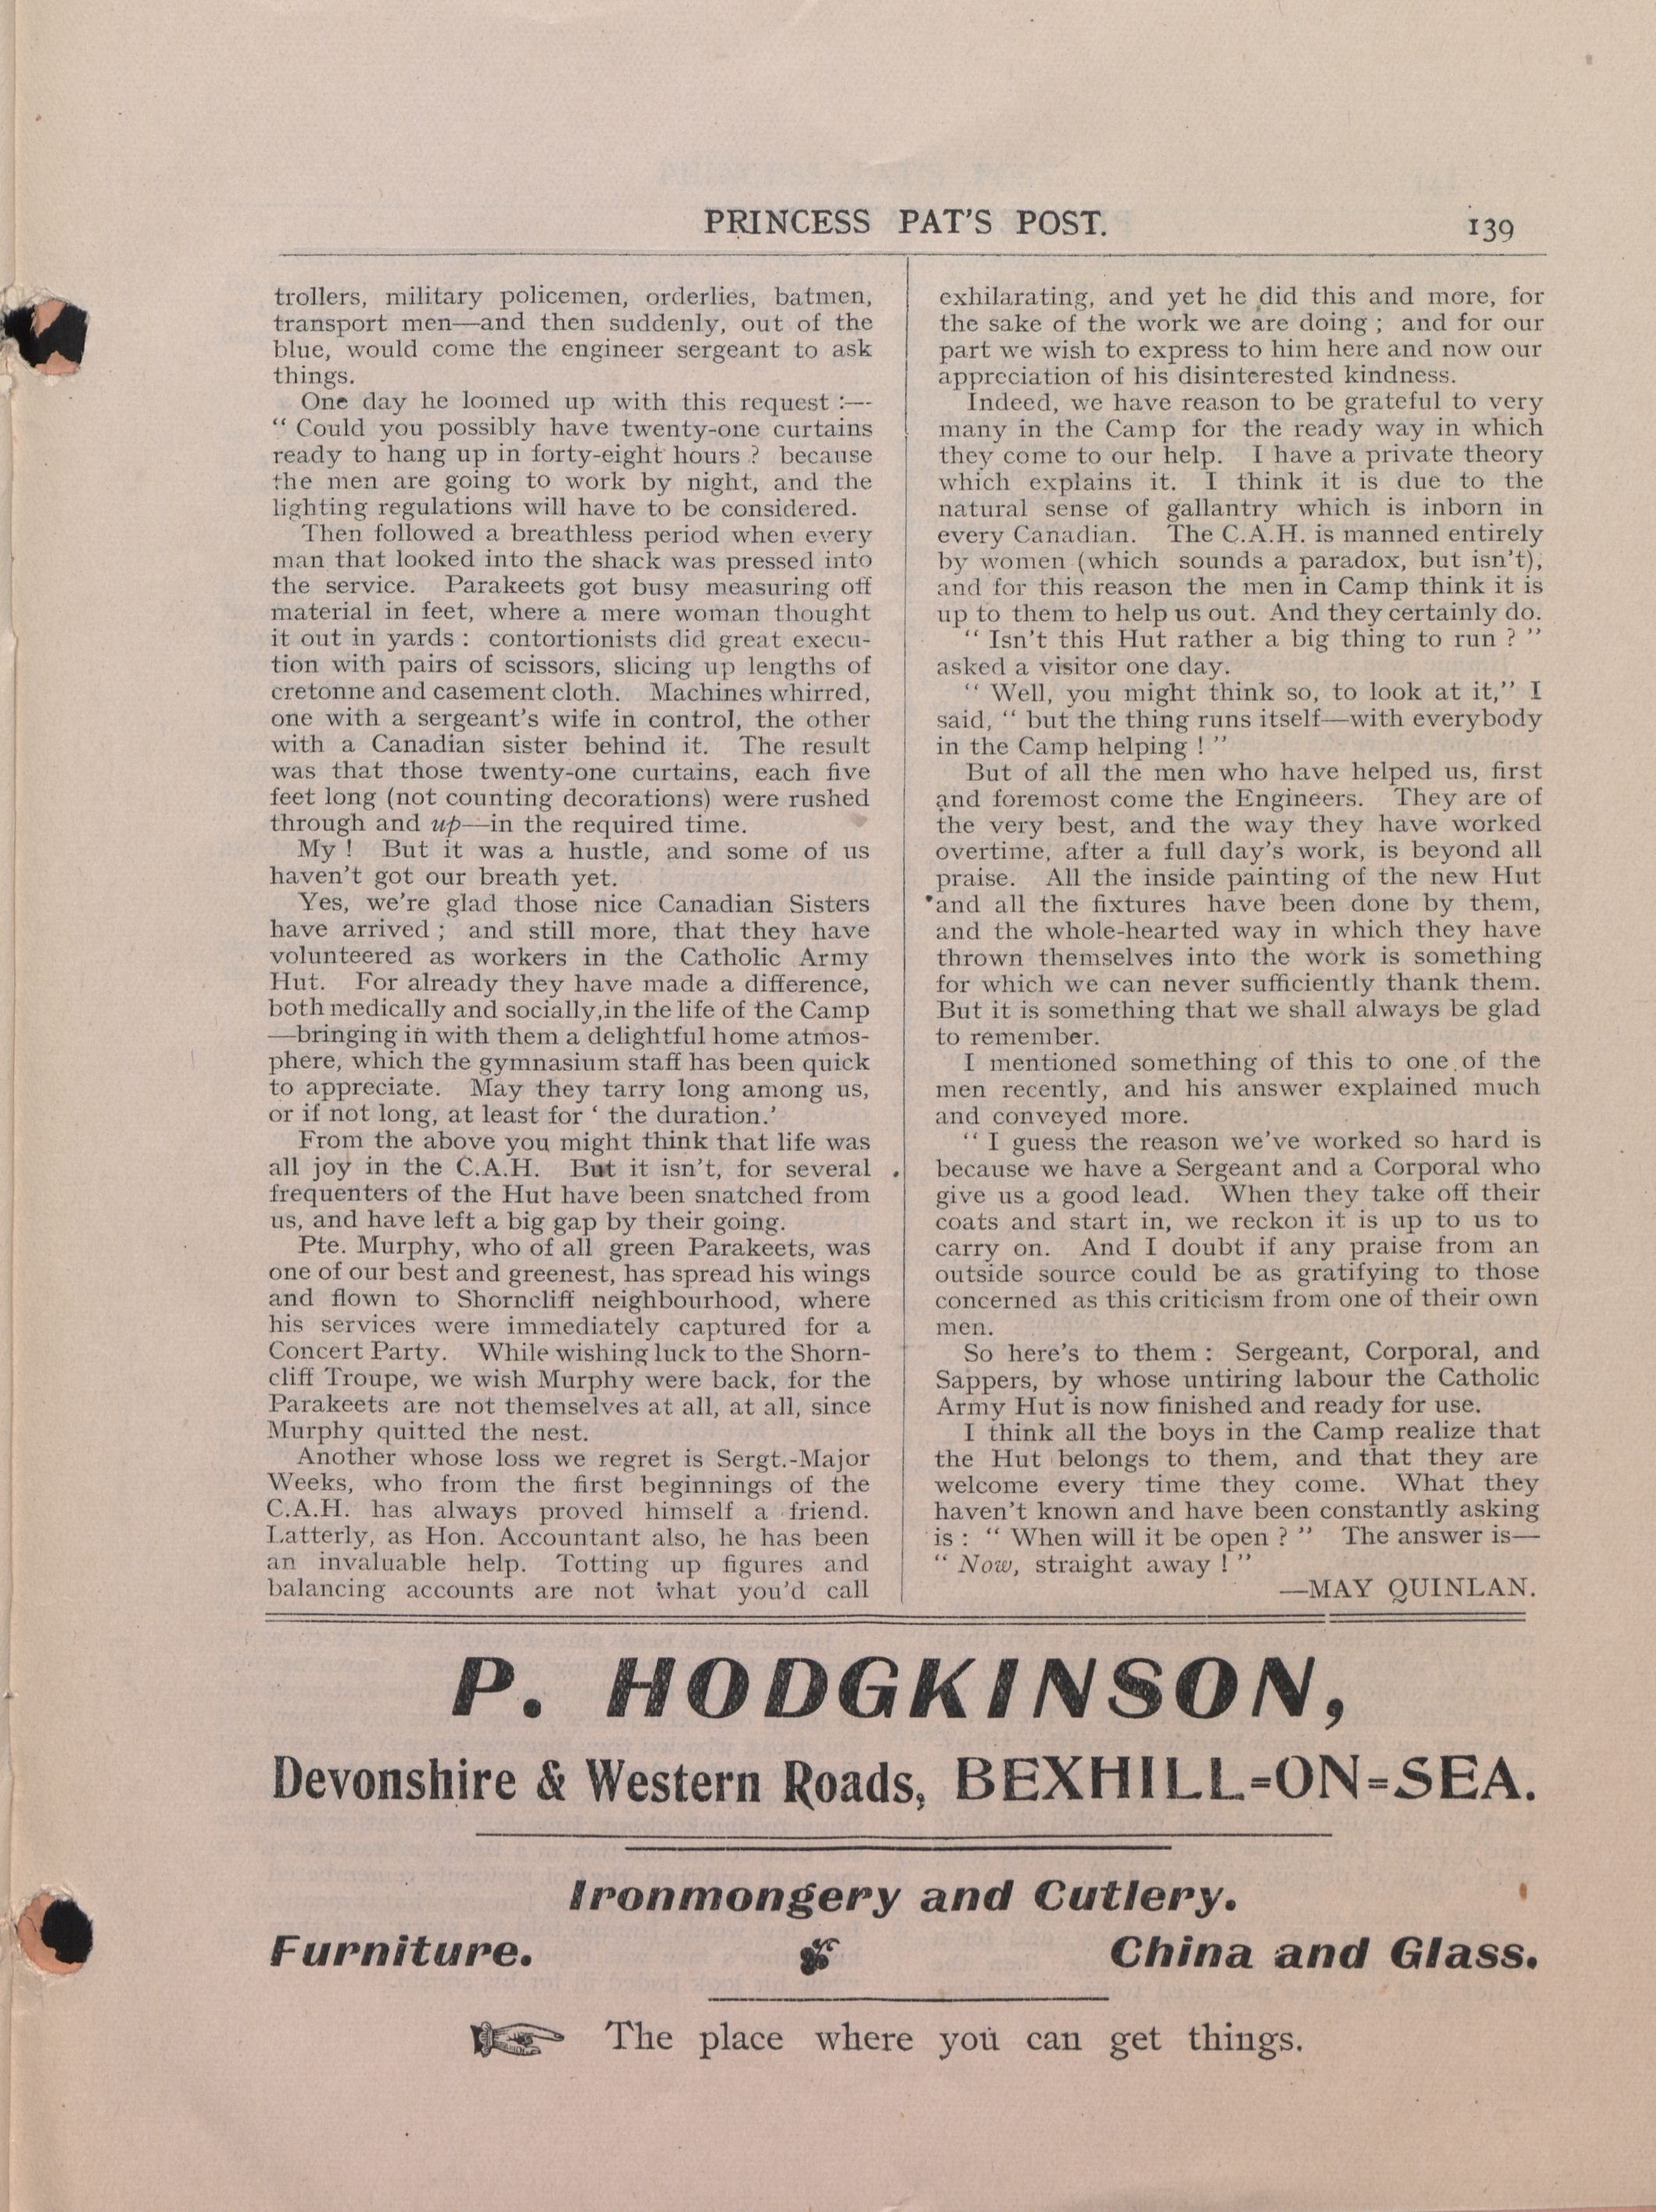 PRINCESS PAT'S POST.
139
trollers, military policemen, orderlies, batmen,
transport men—and then suddenly, out of the
blue, would come the engineer sergeant to ask
things.
One day he loomed up with this request :—
“ Could you possibly have twenty-one curtains
ready to hang up in forty-eight hours ? because
the men are going to work by night, and the
lighting regulations will have to be considered.
Then followed a breathless period when every
man that looked into the shack was pressed into
the service. Parakeets got busy measuring off
material in feet, where a mere woman thought
it out in yards : contortionists did great execu-
tion with pairs of scissors, slicing up lengths of
cretonne and casement cloth. Machines whirred,
one with a sergeant's wife in control, the other
with a Canadian sister behind it. The result
was that those twenty-one curtains, each five
feet long (not counting decorations) were rushed
through and up—in the required time.
My ! But it was a hustle, and some of us
haven't got our breath yet.
Yes, we're glad those nice Canadian Sisters
have arrived ; and still more, that they have
volunteered as workers in the Catholic Army
Hut. For already they have made a difference,
both medically and socially,in the life of the Camp
—bringing in with them a delightful home atmos-
phere, which the gymnasium staff has been quick
to appreciate. May they tarry long among us,
or if not long, at least for ‘ the duration.’
From the above you might think that life was
all joy in the C.A.H. But it isn't, for several
frequenters of the Hut have been snatched from
us, and have left a big gap by their going.
Pte. Murphy, who of all green Parakeets, was
one of our best and greenest, has spread his wings
and flown to Shorncliff neighbourhood, where
his services were immediately captured for a
Concert Party. While wishing luck to the Shorn-
cliff Troupe, we wish Murphy were back, for the
Parakeets are not themselves at all, at all, since
Murphy quitted the nest.
Another whose loss we regret is Sergt.-Major
Weeks, who from the first beginnings of the
C.A.H. has always proved himself a friend.
Latterly, as Hon. Accountant also, he has been
an invaluable help. Totting up figures and
balancing accounts are not what you'd call
exhilarating, and yet he did this and more, for
the sake of the work we are doing ; and for our
part we wish to express to him here and now our
appreciation of his disinterested kindness.
Indeed, we have reason to be grateful to very
many in the Camp for the ready way in which
they come to our help. I have a private theory
which explains it. I think it is due to the
natural sense of gallantry which is inborn in
every Canadian. The C.A.H. is manned entirely
by women (which sounds a paradox, but isn't),
and for this reason the men in Camp think it is
up to them to help us out. And they certainly do.
“ Isn't this Hut rather a big thing to run ? ”
asked a visitor one day.
“ Well, you might think so, to look at it,” I
said, “ but the thing runs itself—with everybody
in the Camp helping ! ”
But of all the men who have helped us, first
and foremost come the Engineers. They are of
the very best, and the way they have worked
overtime, after a full day's work, is beyond all
praise. All the inside painting of the new Hut
and all the fixtures have been done by them,
and the whole-hearted way in which they have
thrown themselves into the work is something
for which we can never sufficiently thank them.
But it is something that we shall always be glad
to remember.
I mentioned something of this to one of the
men recently, and his answer explained much
and conveyed more.
“ I guess the reason we've worked so hard is
because we have a Sergeant and a Corporal who
give us a good lead. When they take off their
coats and start in, we reckon it is up to us to
carry on. And I doubt if any praise from an
outside source could be as gratifying to those
concerned as this criticism from one of their own
men.
So here's to them : Sergeant, Corporal, and
Sappers, by whose untiring labour the Catholic
Army Hut is now finished and ready for use.
I think all the boys in the Camp realize that
the Hut belongs to them, and that they are
welcome every time they come. What they
haven't known and have been constantly asking
is : “ When will it be open ? ” The answer is—
“ Now, straight away ! ”
—MAY QUINLAN.
P. HODGKINSON,
Devonshire & Western Roads, BEXHILL=ON=SEA.
Ironmongery and Cutlery.
Furniture. China and Glass.
The place where you can get things.